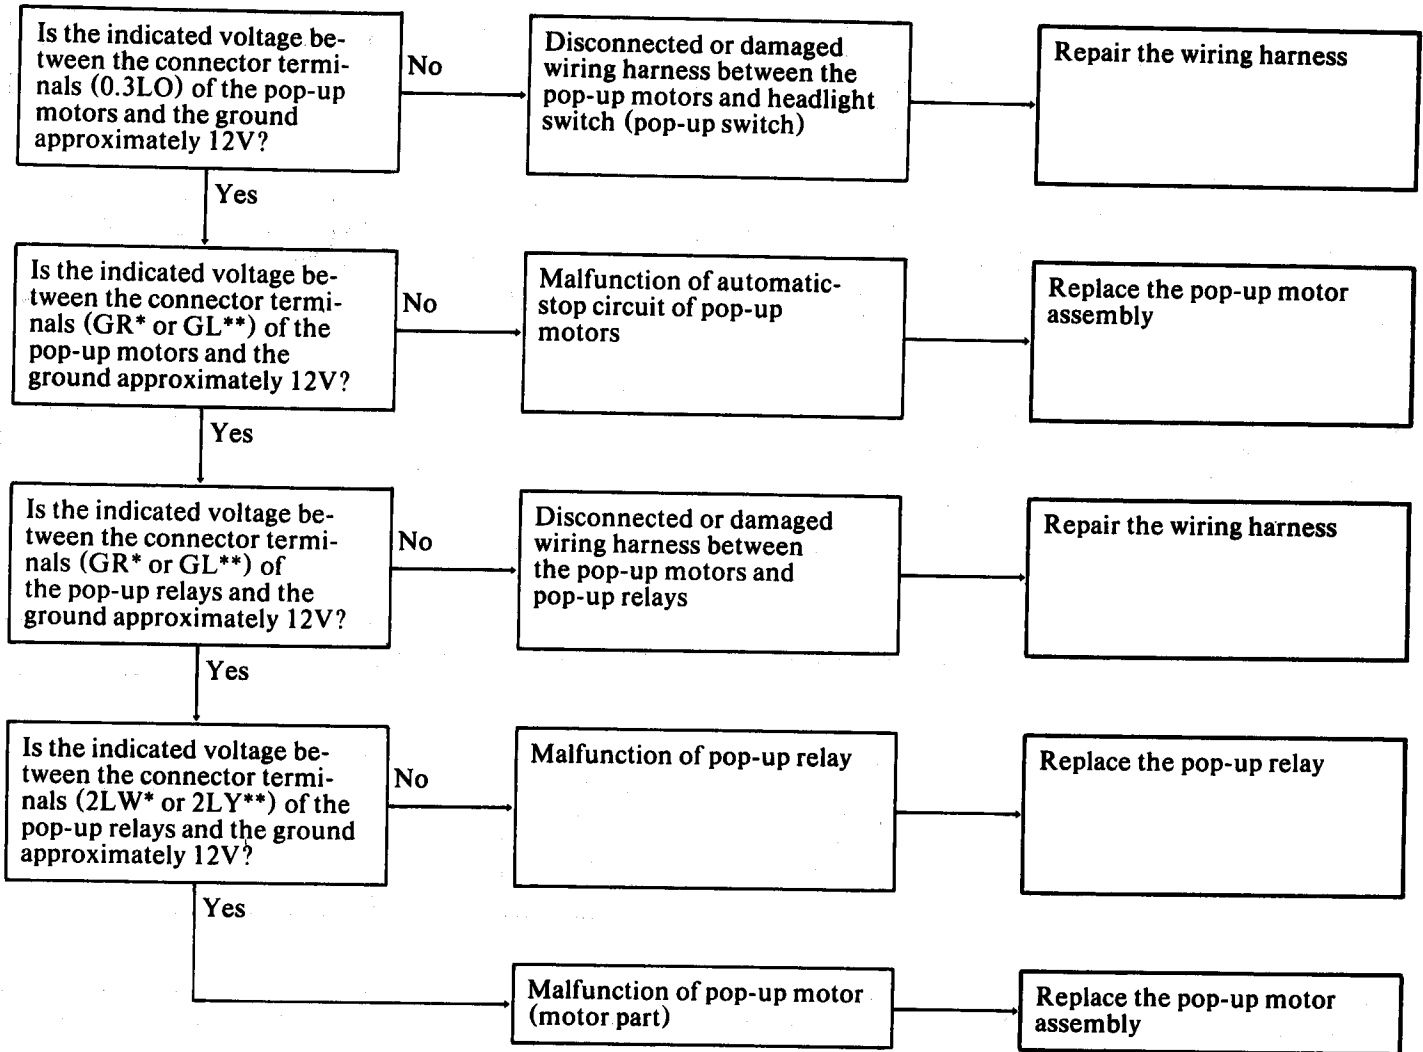 Is the indicated voltage be-
tween the connector termi-
nals (0.3LO) of the pop-up
motors and the ground
approximately 12V?
No
Disconnected or damaged
wiring harness between the
pop-up motors and headlight
switch (pop-up switch)
Repair the wiring harness
Yes
Is the indicated voltage be-
tween the connector termi-
nals (GR* or GL**) of the
pop-up motors and the
ground approximately 12V?
No
Malfunction of automatic-
stop circuit of pop-up
motors
Replace the pop-up motor
assembly
Yes
Is the indicated voltage be-
tween the connector termi-
nals (GR* or GL**) of
the pop-up relays and the
ground approximately 12V?
No
Disconnected or damaged
wiring harness between
the pop-up motors and
pop-up relays
Repair the wiring harness
Yes
Is the indicated voltage be-
tween the connector termi-
nals (2LW* or 2LY**) of the
pop-up relays and the ground
approximately 12V?
No
Malfunction of pop-up relay
Replace the pop-up relay
Yes
Malfunction of pop-up motor
(motor part)
Replace the pop-up motor
assembly